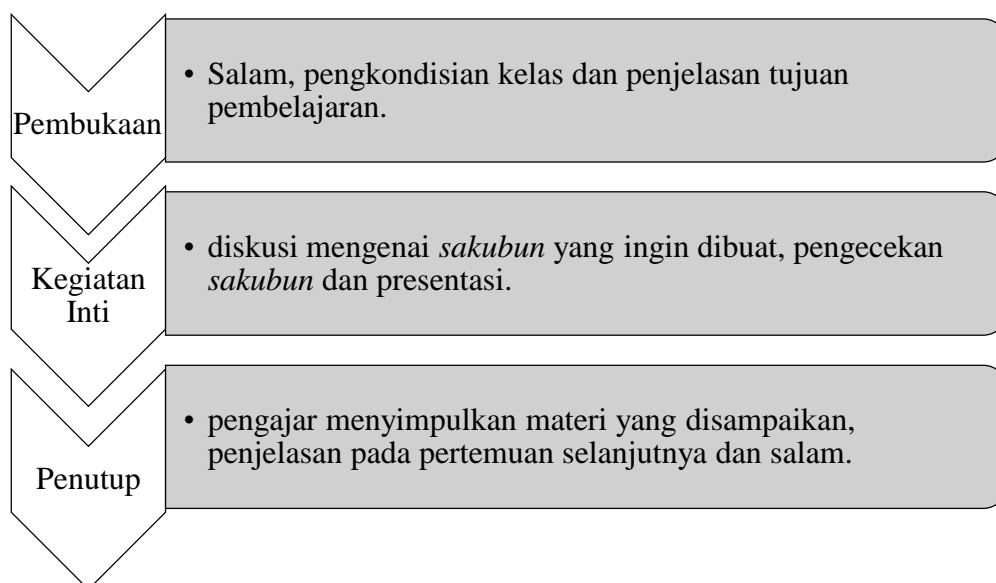 Pembukaan
• Salam, pengkondisian kelas dan penjelasan tujuan
pembelajaran.
Kegiatan
Inti
• diskusi mengenai sakubun yang ingin dibuat, pengecekan
sakubun dan presentasi.
Penutup
• pengajar menyimpulkan materi yang disampaikan,
penjelasan pada pertemuan selanjutnya dan salam.